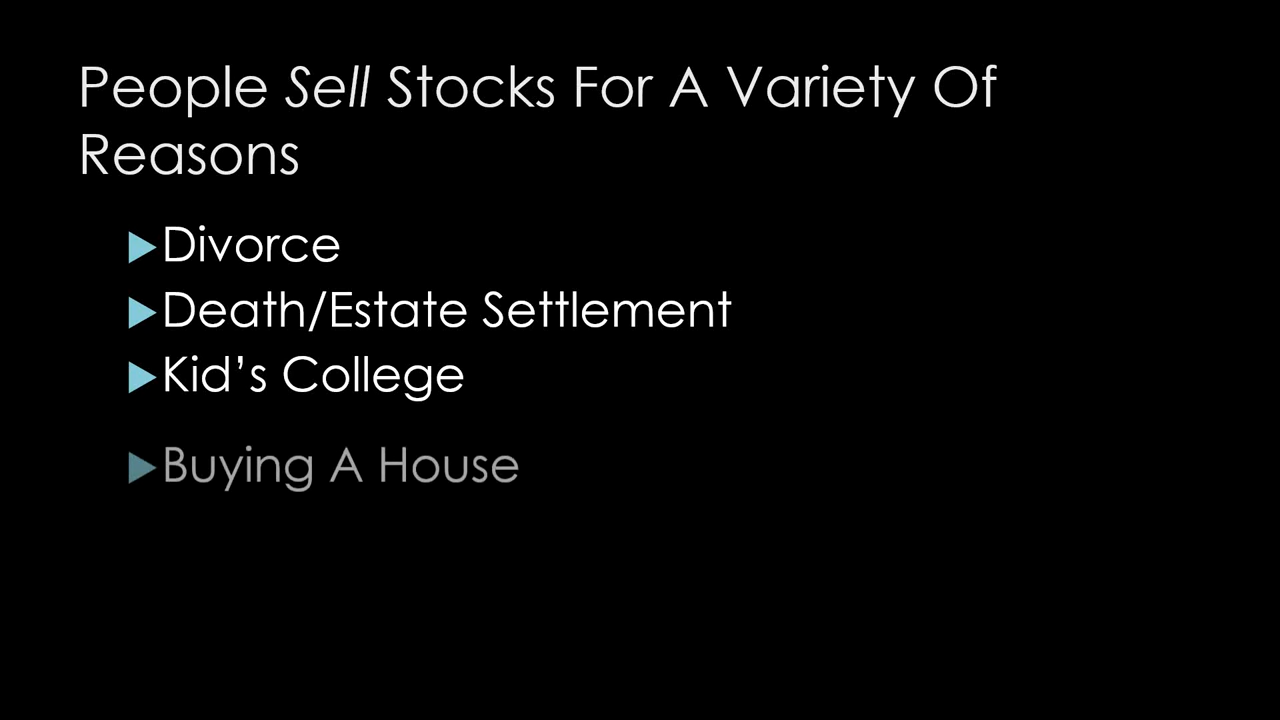 People Sell Stocks For A Variety Of
Reasons
Divorce
Death/Estate Settlement
Kid’s College
Buying A House